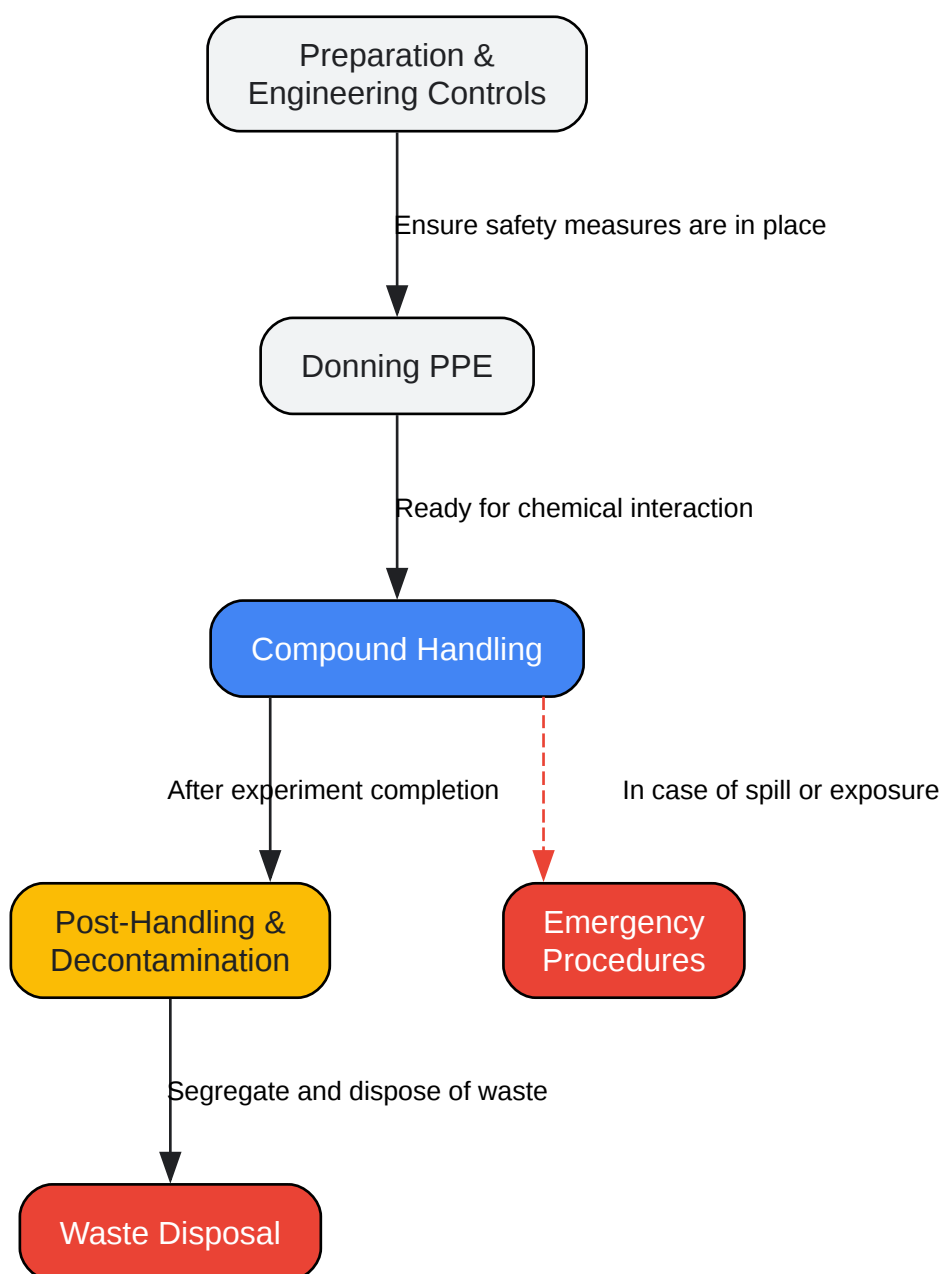 Preparation &
Engineering Controls
Ensure safety measures are in place
Donning PPE
Ready for chemical interaction
Compound Handling
After experiment completion
In case of spill or exposure
Post-Handling &
Decontamination
Emergency
Procedures
Segregate and dispose of waste
Waste Disposal